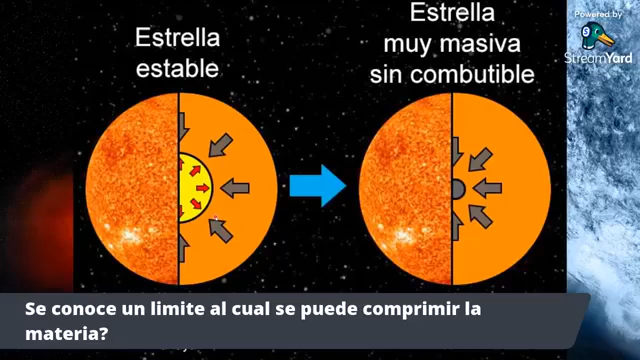 Estrella
estable
Estrella
muy masiva
sin combutible
Powered by
StreamYard
Se conoce un limite al cual se puede comprimir la
materia?